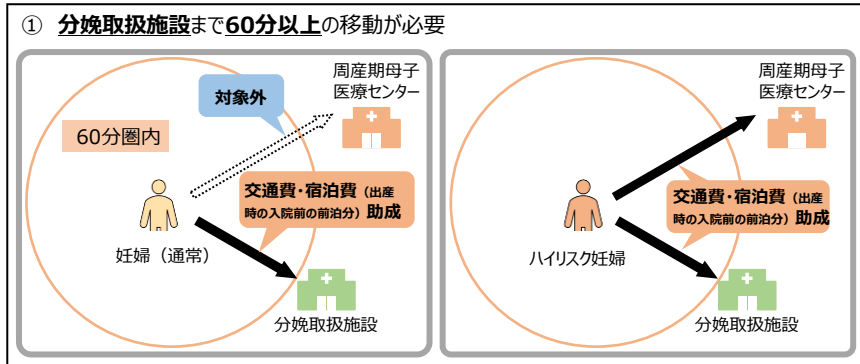 ① 分娩取扱施設まで60分以上の移動が必要
周産期母子
医療センター
対象外
60分圏内
交通費・宿泊費（出産
時の入院前の前泊分）助成
妊婦（通常）
分娩取扱施設
周産期母子
医療センター
交通費・宿泊費（出産
時の入院前の前泊分）助成
ハイリスク妊婦
分娩取扱施設